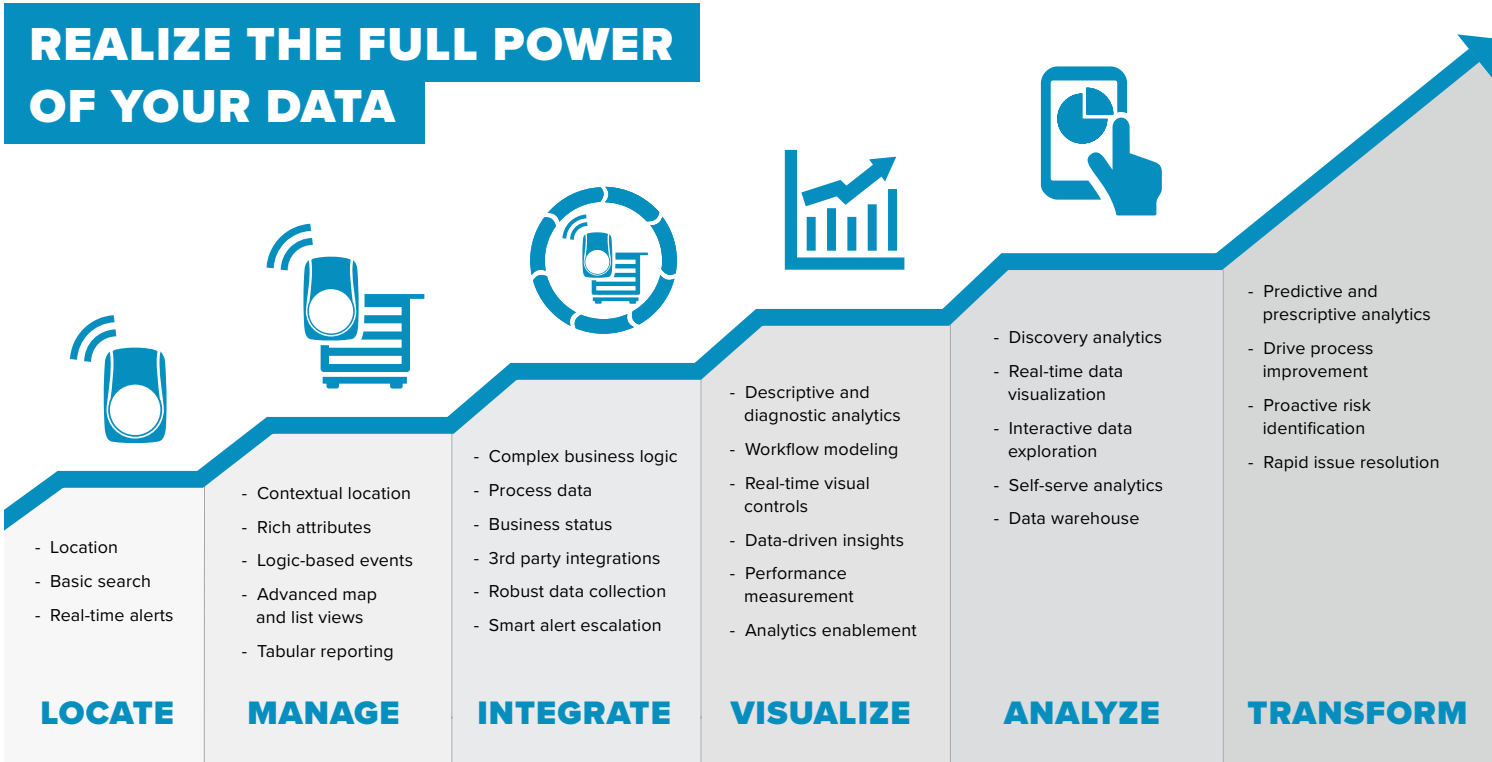 REALIZE THE FULL POWER
OF YOUR DATA
- Location
- Basic search
- Real-time alerts
LOCATE
- Contextual location
- Rich attributes
- Logic-based events
- Advanced map
and list views
- Tabular reporting
MANAGE
- Complex business logic
- Process data
- Business status
- 3rd party integrations
- Robust data collection
- Smart alert escalation
INTEGRATE
- Descriptive and
diagnostic analytics
- Workflow modeling
- Real-time visual
controls
- Data-driven insights
- Performance
measurement
- Analytics enablement
VISUALIZE
- Discovery analytics
- Real-time data
visualization
- Interactive data
exploration
- Self-serve analytics
- Data warehouse
ANALYZE
- Predictive and
prescriptive analytics
- Drive process
improvement
- Proactive risk
identification
- Rapid issue resolution
TRANSFORM